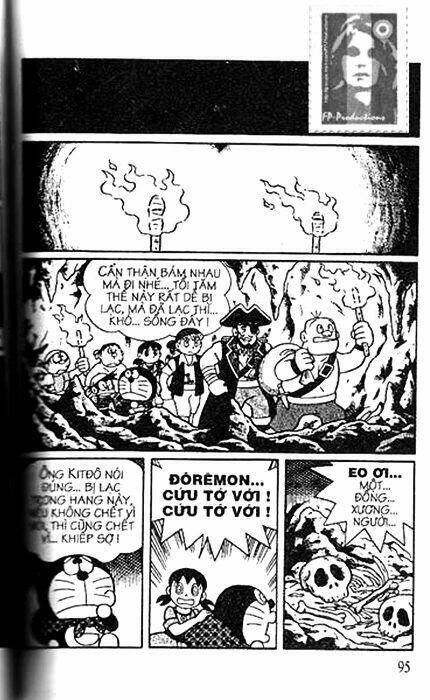 FP-Productions
CẨN THẬN BÁM NHAU
MÀ ĐI NHÉ... TỐI TĂM
THẾ NÀY RẤT DỄ BỊ
LẠC, MÀ ĐÃ LẠC THÌ...
KHÓ... SỐNG ĐẤY !
ÔNG KITĐÔ NÓI
ĐÚNG... BỊ LẠC
TRONG HANG NÀY,
KHÔNG CHẾT VÌ
THÌ CŨNG CHẾT
VÌ... KHIẾP SỢ !
ĐÔRÊMON...
CỨU TỚ VỚI !
CỨU TỚ VỚI !
EO ƠI...
MỘT...
ĐỐNG...
XƯƠNG...
NGƯỜI...
95